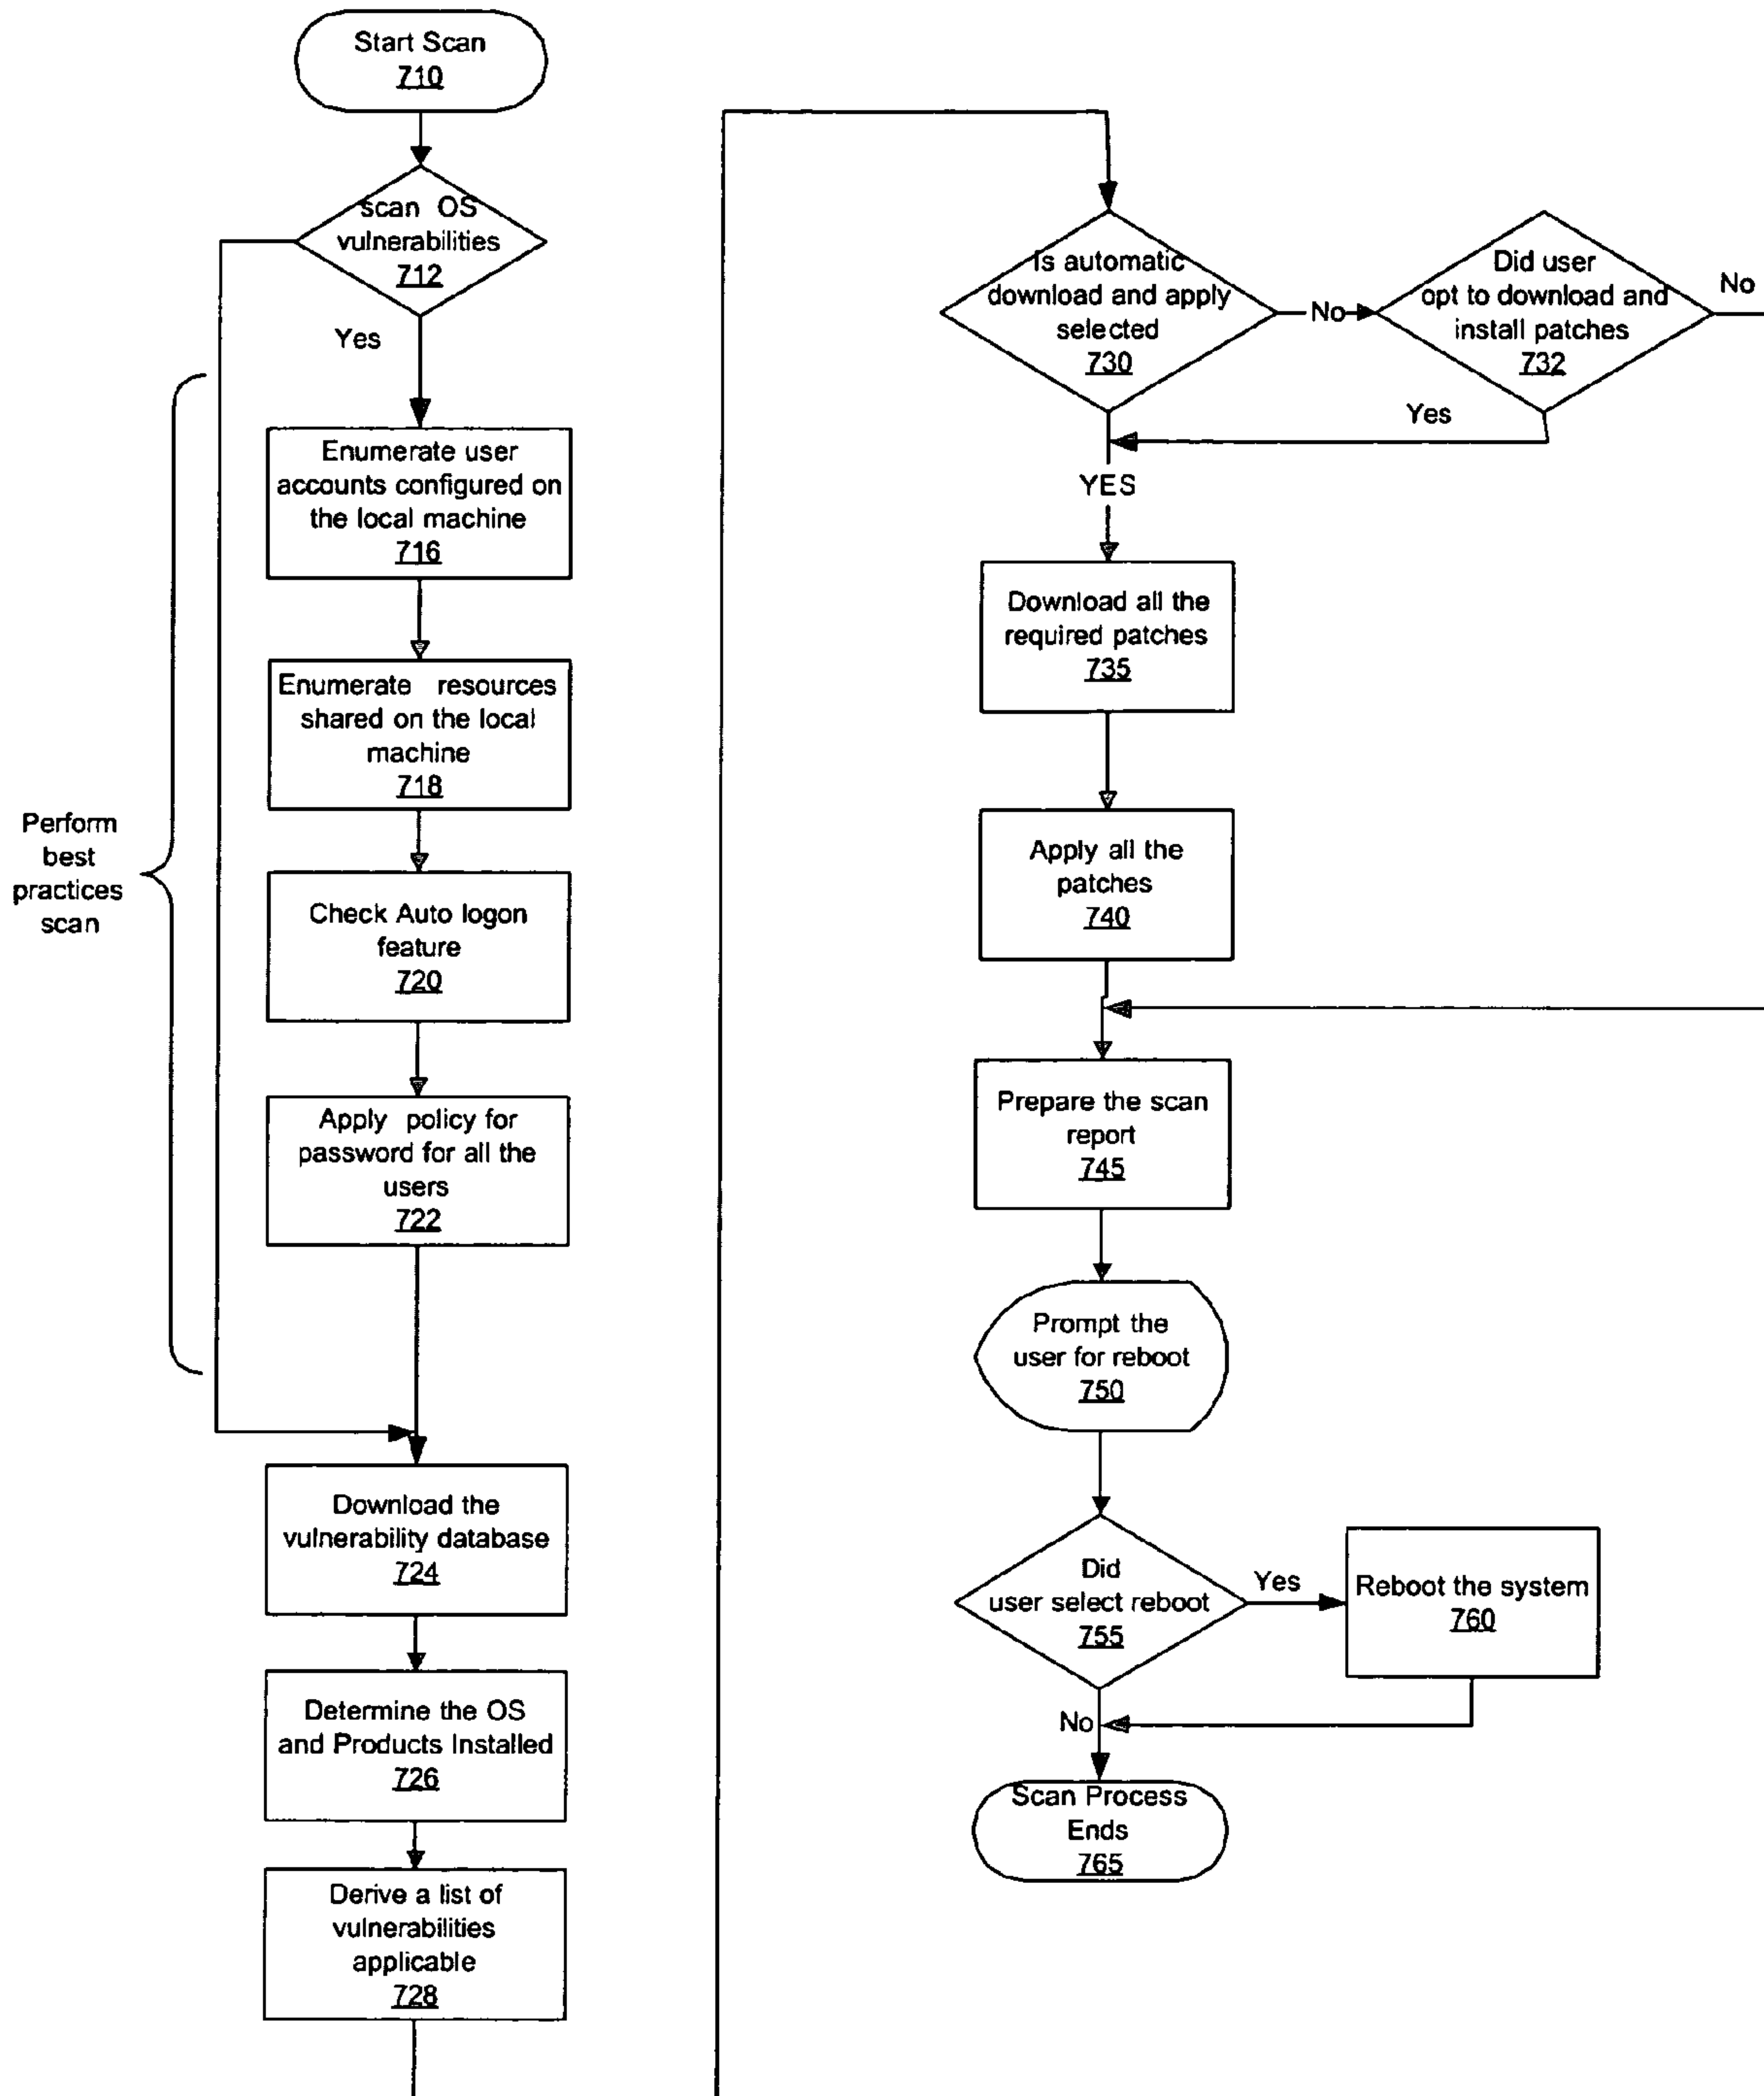 Start Scan
710
scan OS
vulnerabilities
712
Yes
Enumerate user
accounts configured on
the local machine
716
Enumerate resources
shared on the local
machine
718
Check Auto logon
feature
720
Apply policy for
password for all the
users
722
Perform
best
practices
scan
Download the
vulnerability database
724
Determine the OS
and Products Installed
726
Derive a list of
vulnerabilities
applicable
728
Is automatic
download and apply
selected
730
No
Did user
opt to download and
install patches
732
No
Yes
YES
Download all the
required patches
735
Apply all the
patches
740
Prepare the scan
report
745
Prompt the
user for reboot
750
Did
user select reboot
755
Yes
Reboot the system
760
No
Scan Process
Ends
765